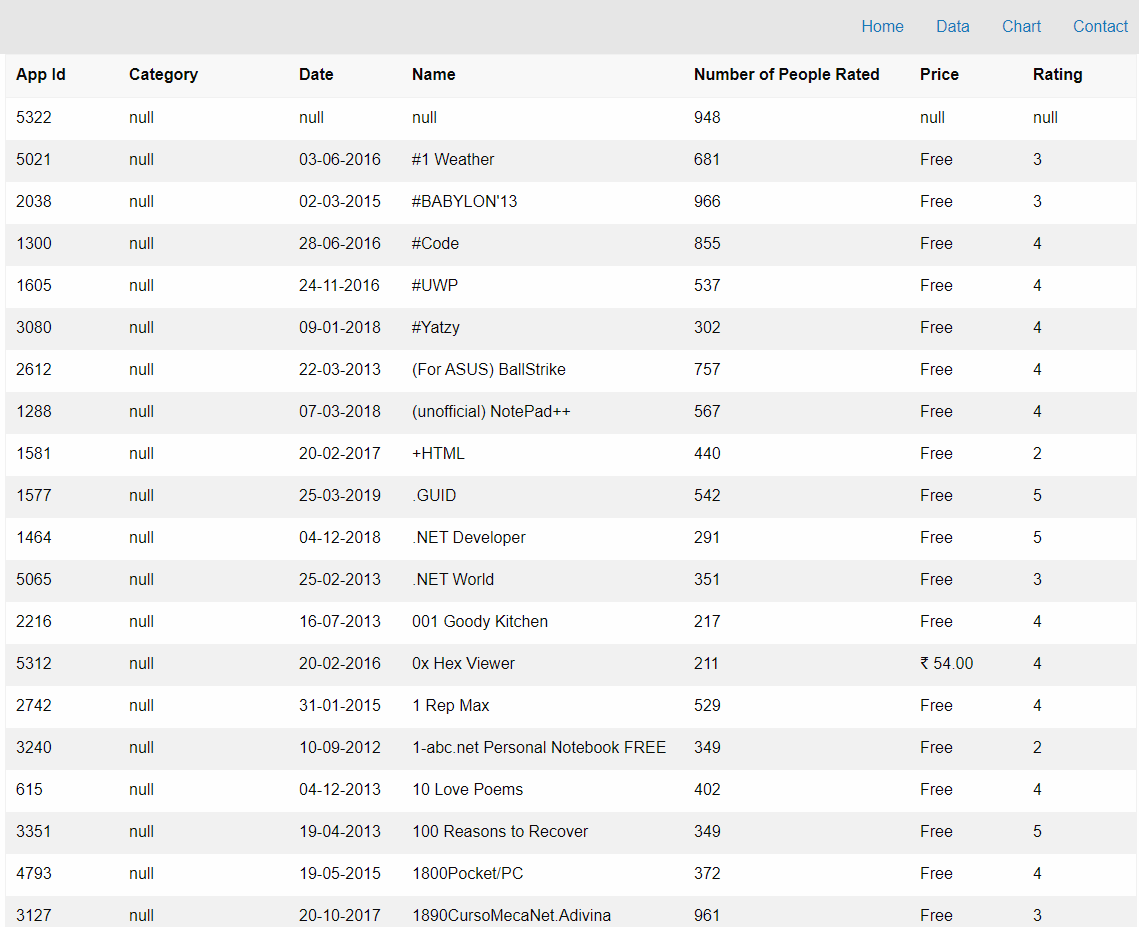 Home Data Chart Contact
App Id Category Date Name Number of People Rated Price Rating
5322 null null null 948 null null
5021 null 03-06-2016 #1 Weather 681 Free 3
2038 null 02-03-2015 #BABYLON'13 966 Free 3
1300 null 28-06-2016 #Code 855 Free 4
1605 null 24-11-2016 #UWP 537 Free 4
3080 null 09-01-2018 #Yatzy 302 Free 4
2612 null 22-03-2013 (For ASUS) BallStrike 757 Free 4
1288 null 07-03-2018 (unofficial) NotePad++ 567 Free 4
1581 null 20-02-2017 +HTML 440 Free 2
1577 null 25-03-2019 .GUID 542 Free 5
1464 null 04-12-2018 .NET Developer 291 Free 5
5065 null 25-02-2013 .NET World 351 Free 3
2216 null 16-07-2013 001 Goody Kitchen 217 Free 4
5312 null 20-02-2016 0x Hex Viewer 211 ₹ 54.00 4
2742 null 31-01-2015 1 Rep Max 529 Free 4
3240 null 10-09-2012 1-abc.net Personal Notebook FREE 349 Free 2
615 null 04-12-2013 10 Love Poems 402 Free 4
3351 null 19-04-2013 100 Reasons to Recover 349 Free 5
4793 null 19-05-2015 1800Pocket/PC 372 Free 4
3127 null 20-10-2017 1890CursoMecaNet.Adivina 961 Free 3